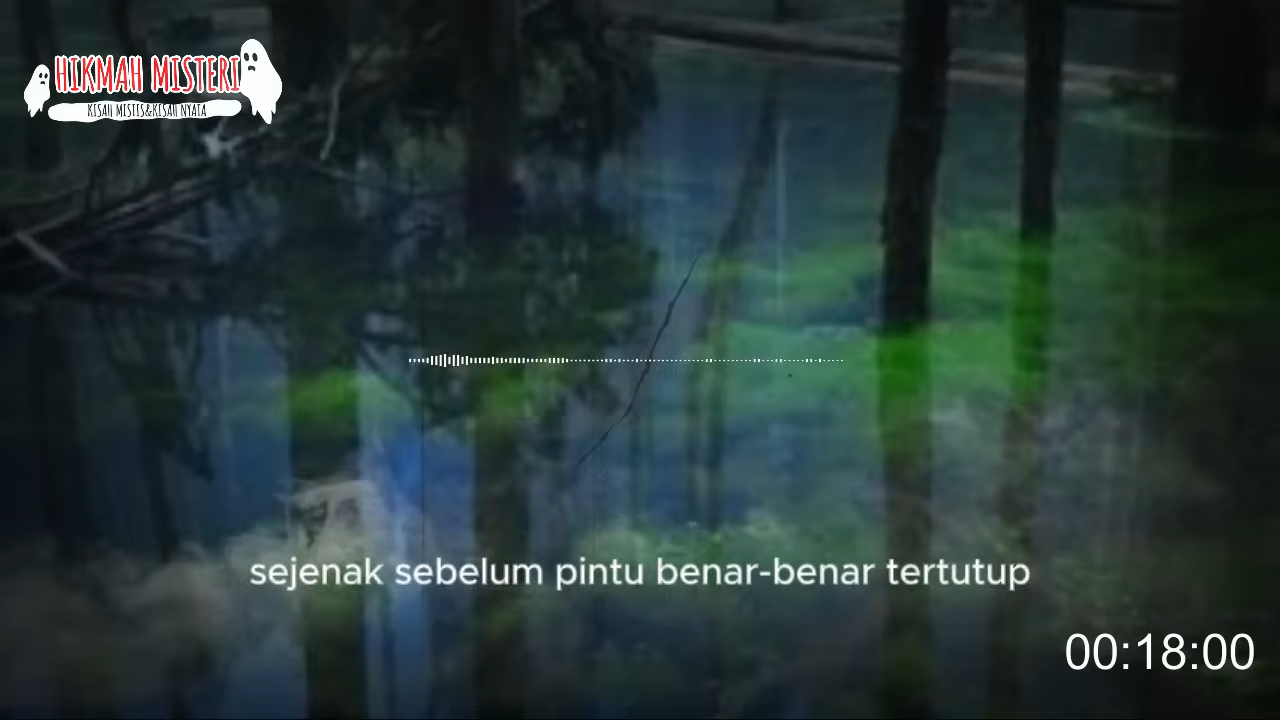 HIKMAH MISTERI
KISAH MISTIS&KISAH NYATA
sejenak sebelum pintu benar-benar tertutup
00:18:00